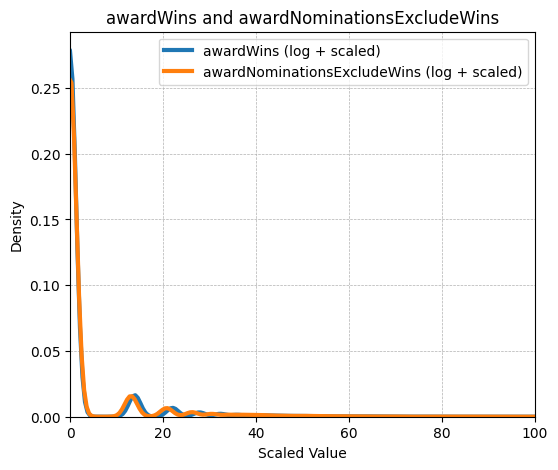 awardWins and awardNominationsExcludeWins
awardWins (log + scaled)
awardNominationsExcludeWins (log + scaled)
Density
0.25
0.20
0.15
0.10
0.05
0.00
0 20 40 60 80 100
Scaled Value